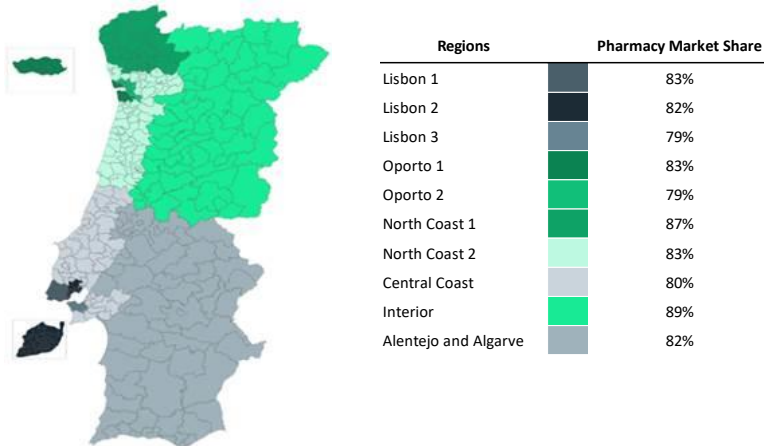 Regions Pharmacy Market Share
Lisbon 1 83%
Lisbon 2 82%
Lisbon 3 79%
Oporto 1 83%
Oporto 2 79%
North Coast 1 87%
North Coast 2 83%
Central Coast 80%
Interior 89%
Alentejo and Algarve 82%